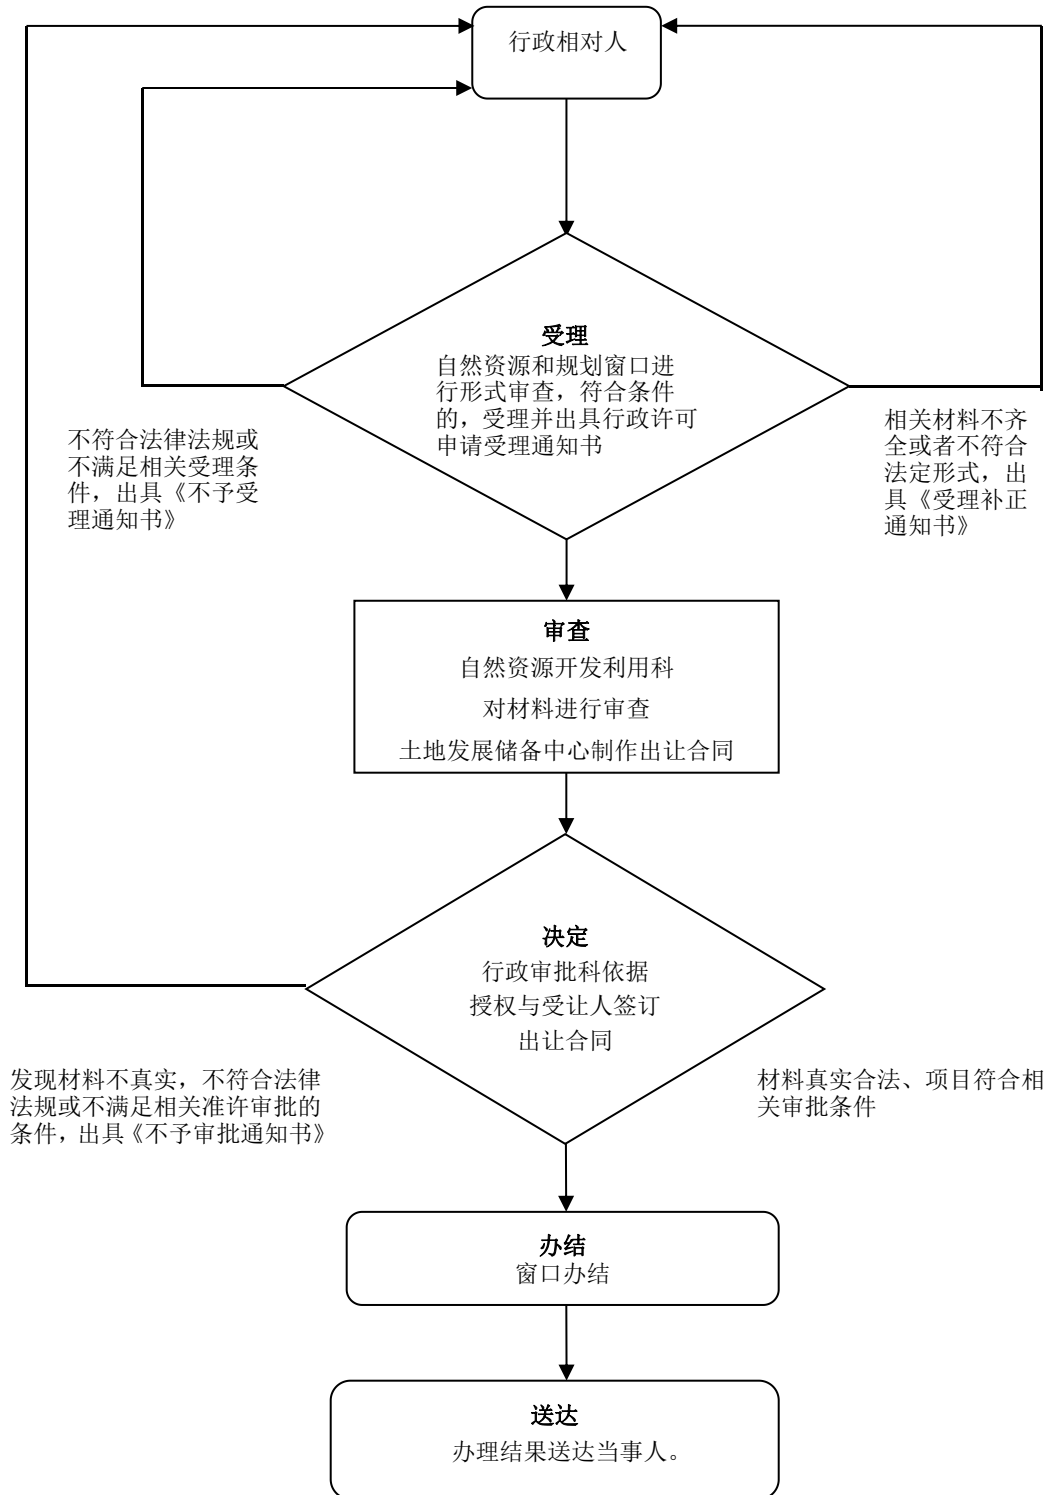 行政相对人
受理
自然资源和规划窗口进
行形式审查，符合条件
的，受理并出具行政许可
申请受理通知书
不符合法律法规或
不满足相关受理条
件，出具《不予受
理通知书》
相关材料不齐
全或者不符合
法定形式，出
具《受理补正
通知书》
审查
自然资源开发利用科
对材料进行审查
土地发展储备中心制作出让合同
决定
行政审批科依据
授权与受让人签订
出让合同
发现材料不真实，不符合法律
法规或不满足相关准许审批的
条件，出具《不予审批通知书》
材料真实合法、项目符合相
关审批条件
办结
窗口办结
送达
办理结果送达当事人。